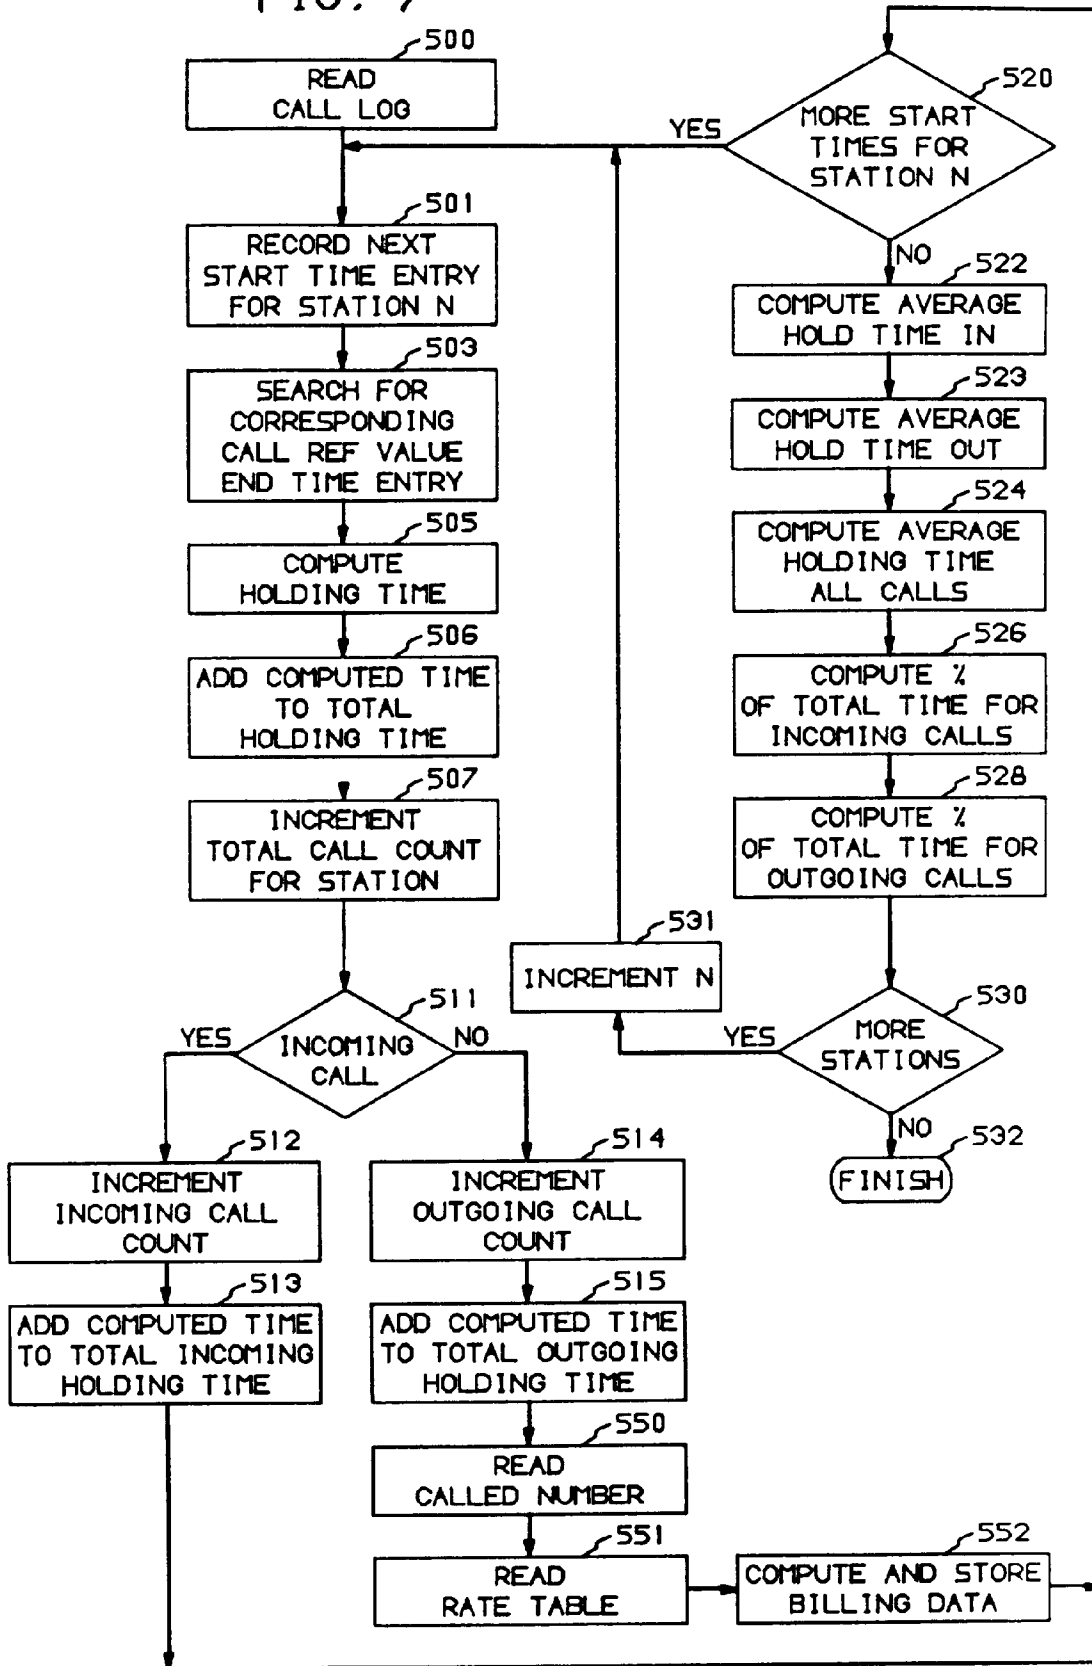 FIG. 7
500
READ
CALL LOG
501
RECORD NEXT
START TIME ENTRY
FOR STATION N
503
SEARCH FOR
CORRESPONDING
CALL REF VALUE
END TIME ENTRY
505
COMPUTE
HOLDING TIME
506
ADD COMPUTED TIME
TO TOTAL
HOLDING TIME
507
INCREMENT
TOTAL CALL COUNT
FOR STATION
511
INCOMING
CALL
YES
NO
512
INCREMENT
INCOMING CALL
COUNT
513
ADD COMPUTED TIME
TO TOTAL INCOMING
HOLDING TIME
514
INCREMENT
OUTGOING CALL
COUNT
515
ADD COMPUTED TIME
TO TOTAL OUTGOING
HOLDING TIME
550
READ
CALLED NUMBER
551
READ
RATE TABLE
552
COMPUTE AND STORE
BILLING DATA
520
MORE START
TIMES FOR
STATION N
YES
NO
522
COMPUTE AVERAGE
HOLD TIME IN
523
COMPUTE AVERAGE
HOLD TIME OUT
524
COMPUTE AVERAGE
HOLDING TIME
ALL CALLS
526
COMPUTE %
OF TOTAL TIME FOR
INCOMING CALLS
528
COMPUTE %
OF TOTAL TIME FOR
OUTGOING CALLS
530
MORE
STATIONS
YES
NO
531
INCREMENT N
532
FINISH